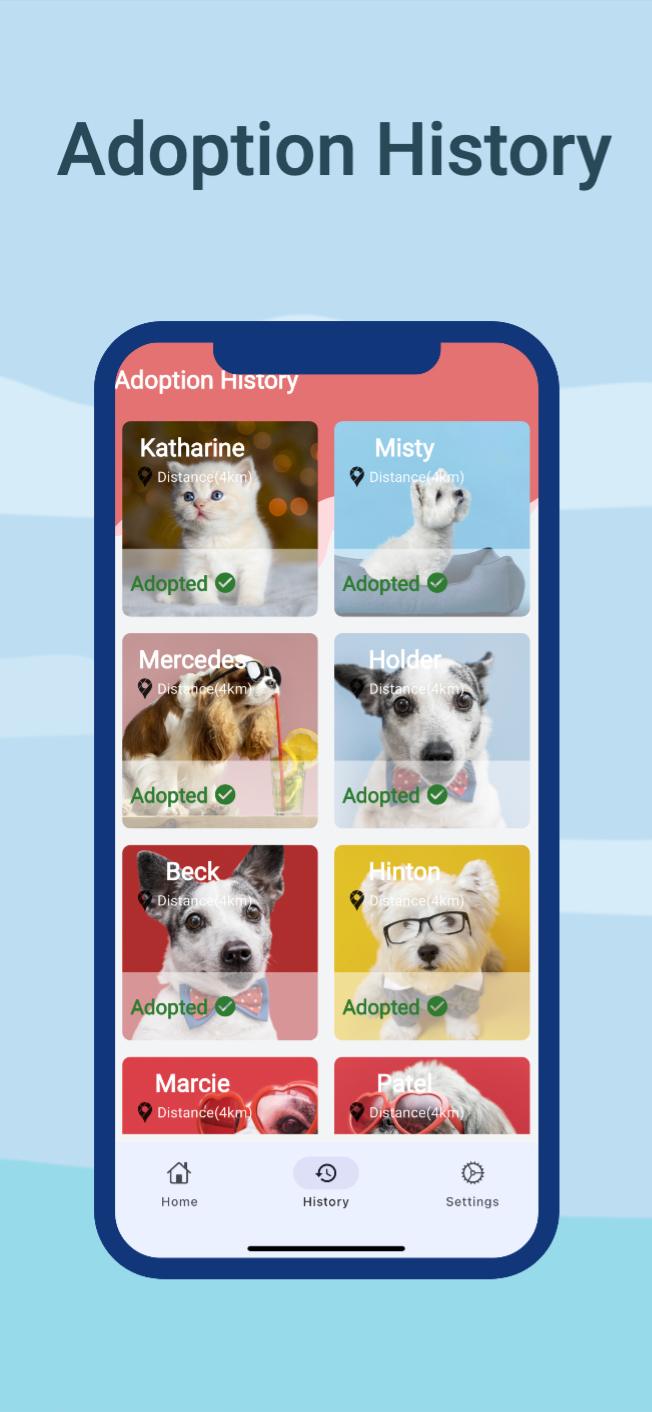 Adoption History
Adoption History
Katharine
Distance(4km)
Adopted
Misty
Distance(4km)
Adopted
Mercedes
Distance(4km)
Adopted
Holder
Distance(4km)
Adopted
Beck
Distance(4km)
Adopted
Hinton
Distance(4km)
Adopted
Marcie
Distance(4km)
Patel
Distance(4km)
Home
History
Settings